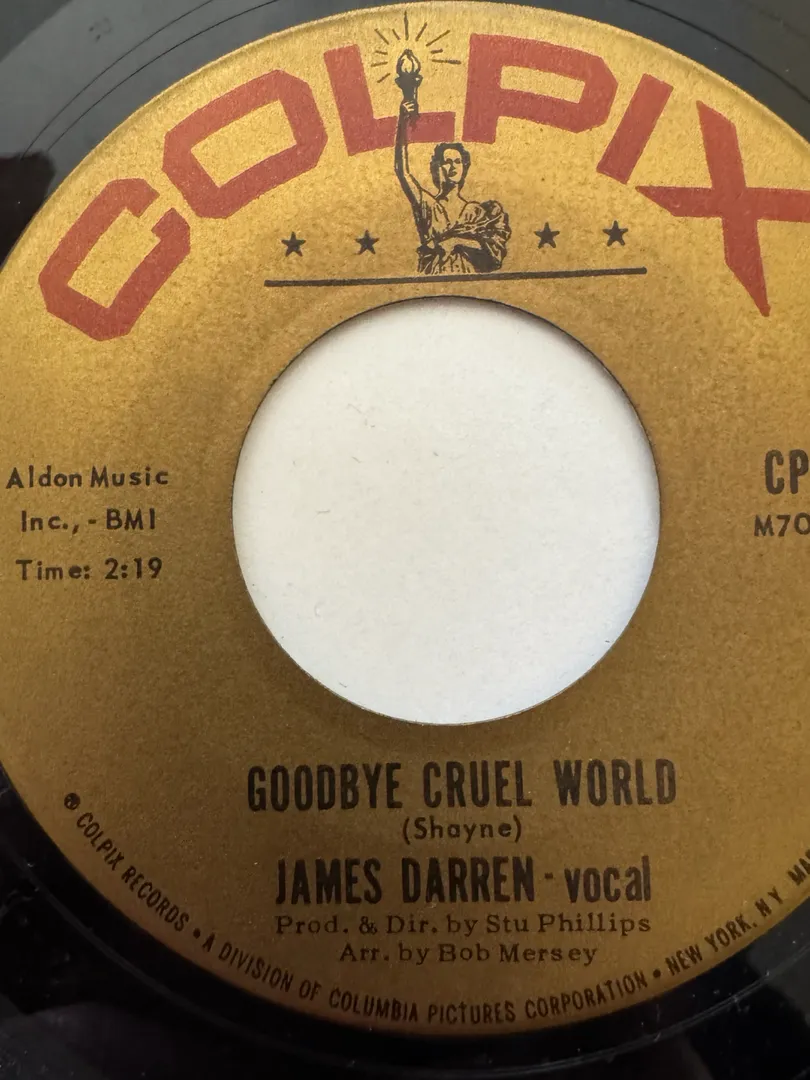 COLPIX
Aldon Music
Inc., - BMI
Time: 2:19
CP
M70
GOODBYE CRUEL WORLD
(Shayne)
JAMES DARREN - vocal
Prod. & Dir. by Stu Phillips
Arr. by Bob Mersey
® COLPIX RECORDS • A DIVISION OF COLUMBIA PICTURES CORPORATION • NEW YORK, N Y MAR